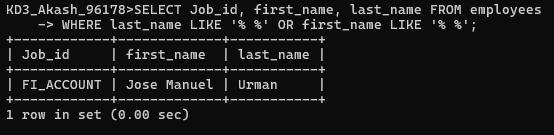 KD3_Akash_96178>SELECT Job_id, first_name, last_name FROM employees
    -> WHERE last_name LIKE '% %' OR first_name LIKE '% %';
+------------+-------------+-----------+
| Job_id     | first_name  | last_name |
+------------+-------------+-----------+
| FI_ACCOUNT | Jose Manuel | Urman     |
+------------+-------------+-----------+
1 row in set (0.00 sec)